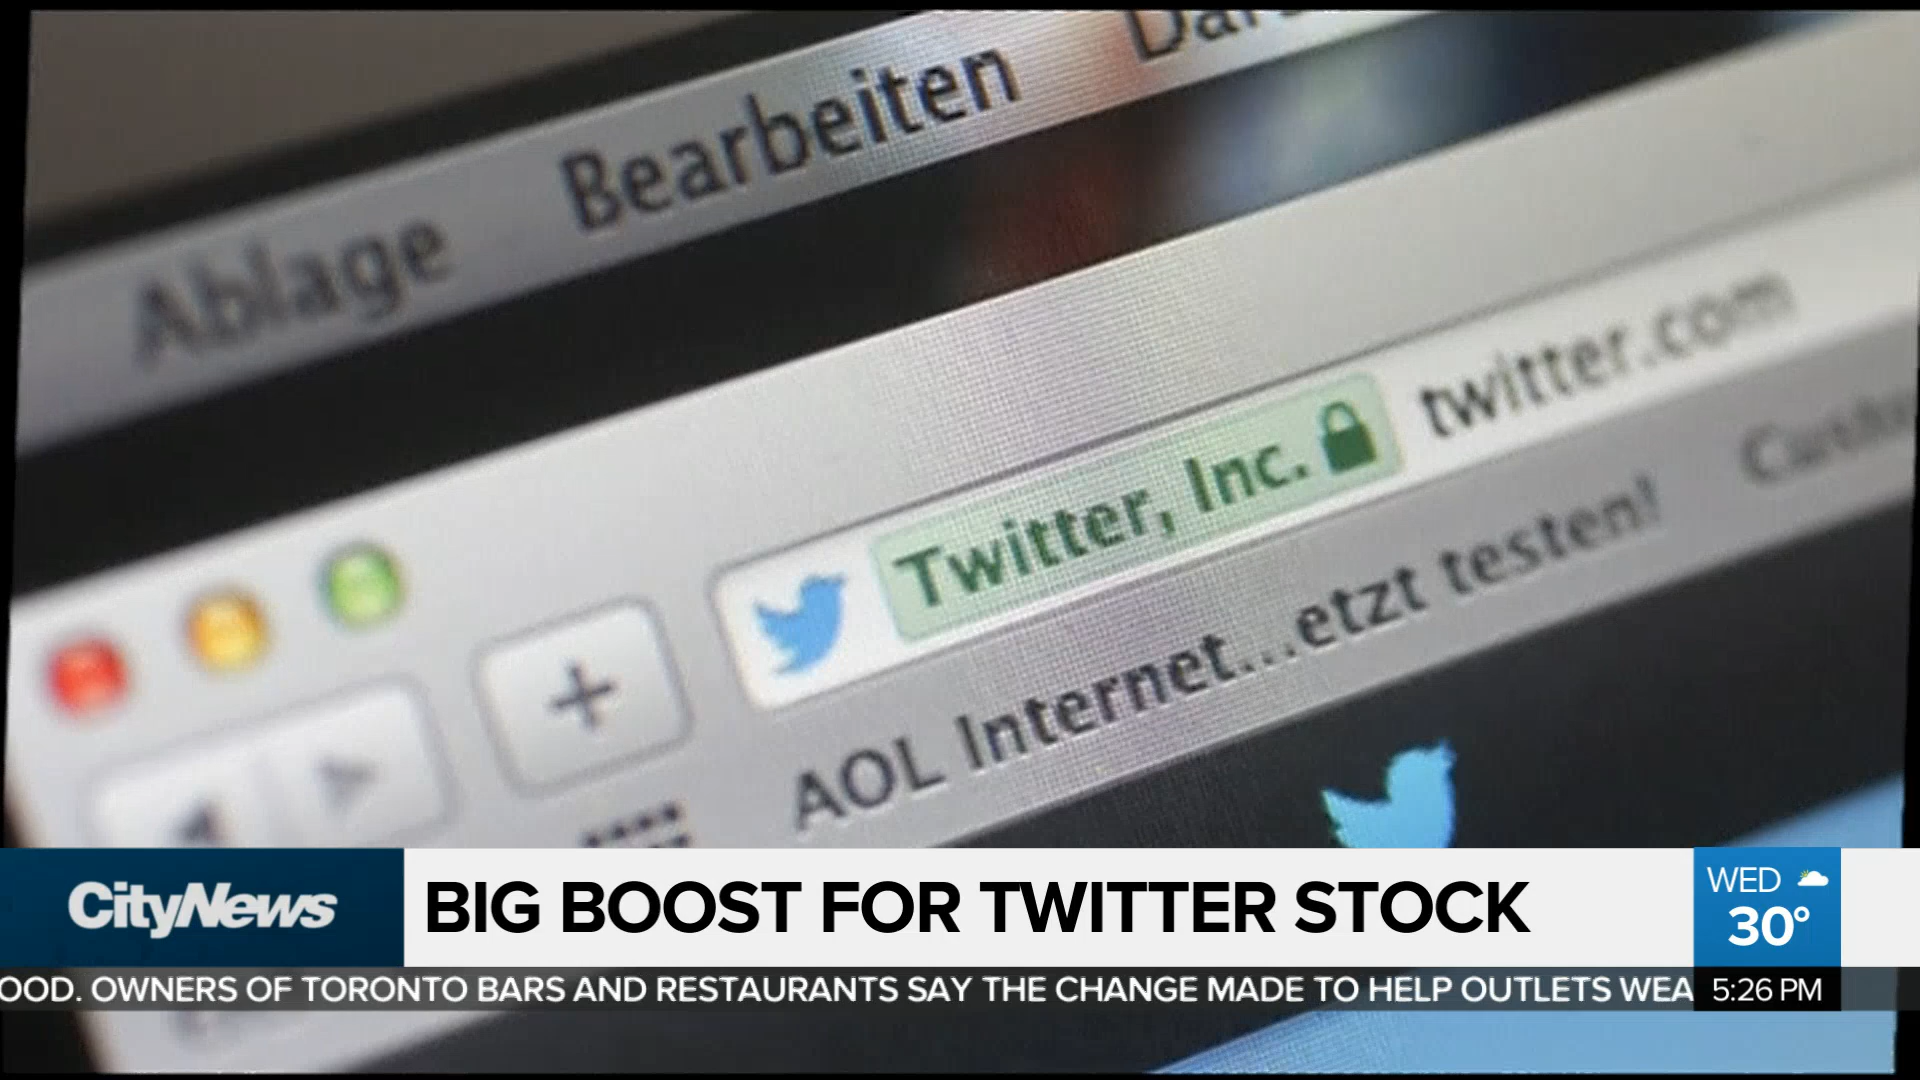 Ablage Bearbeiten
Twitter, Inc. twitter.com
AOL Internet...etzt testen!
CityNews
BIG BOOST FOR TWITTER STOCK
WED
30°
OOD. OWNERS OF TORONTO BARS AND RESTAURANTS SAY THE CHANGE MADE TO HELP OUTLETS WEA
5:26 PM